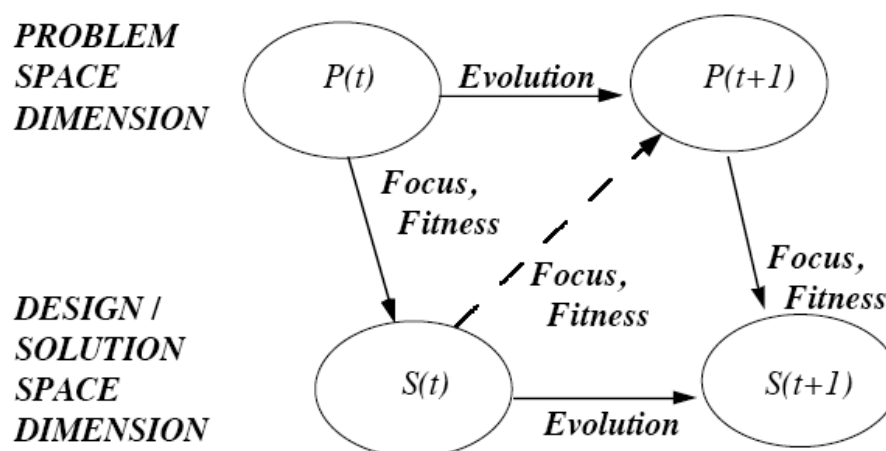 PROBLEM
SPACE
DIMENSION
P(t)
Evolution
P(t+1)
Focus,
Fitness
Focus,
Fitness
Focus,
Fitness
DESIGN /
SOLUTION
SPACE
DIMENSION
S(t)
Evolution
S(t+1)